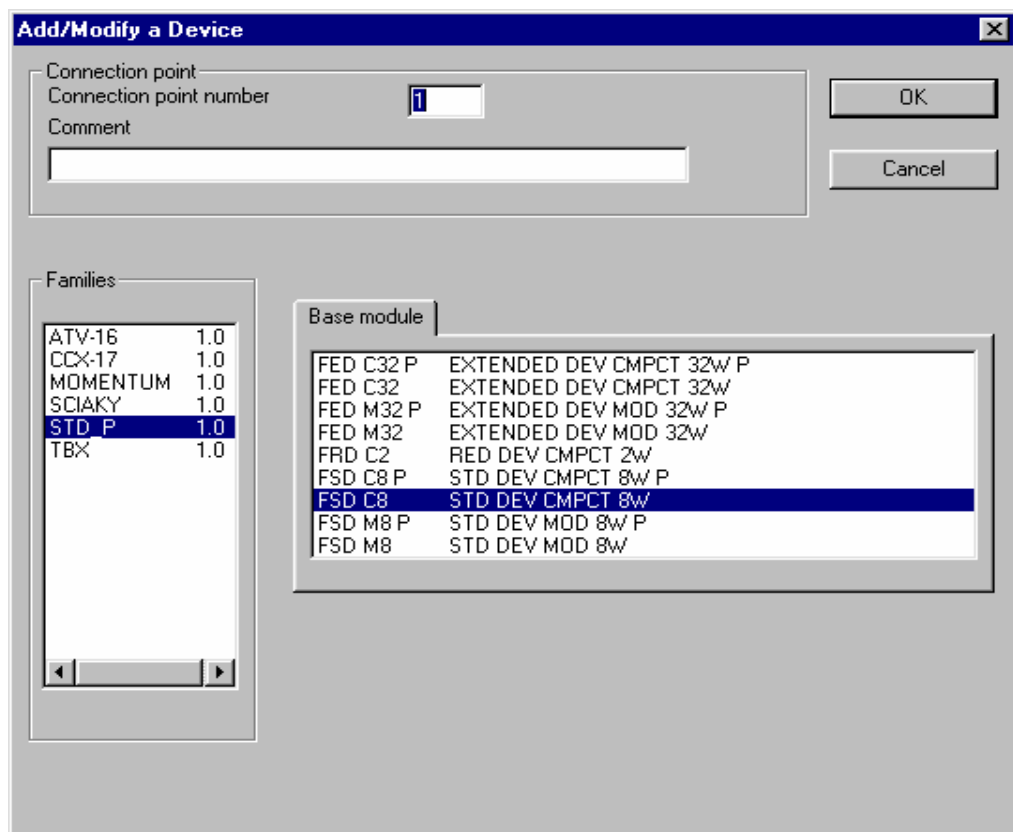 Add/Modify a Device
Connection point
Connection point number 1
Comment
OK
Cancel
Families
ATV-16 1.0
CCX-17 1.0
MOMENTUM 1.0
SCIAKY 1.0
STD_P 1.0
TBX 1.0
Base module
FED C32 P EXTENDED DEV CMPCT 32W P
FED C32 EXTENDED DEV CMPCT 32W
FED M32 P EXTENDED DEV MOD 32W P
FED M32 EXTENDED DEV MOD 32W
FRD C2 RED DEV CMPCT 2W
FSD C8 P STD DEV CMPCT 8W P
FSD C8 STD DEV CMPCT 8W
FSD M8 P STD DEV MOD 8W P
FSD M8 STD DEV MOD 8W